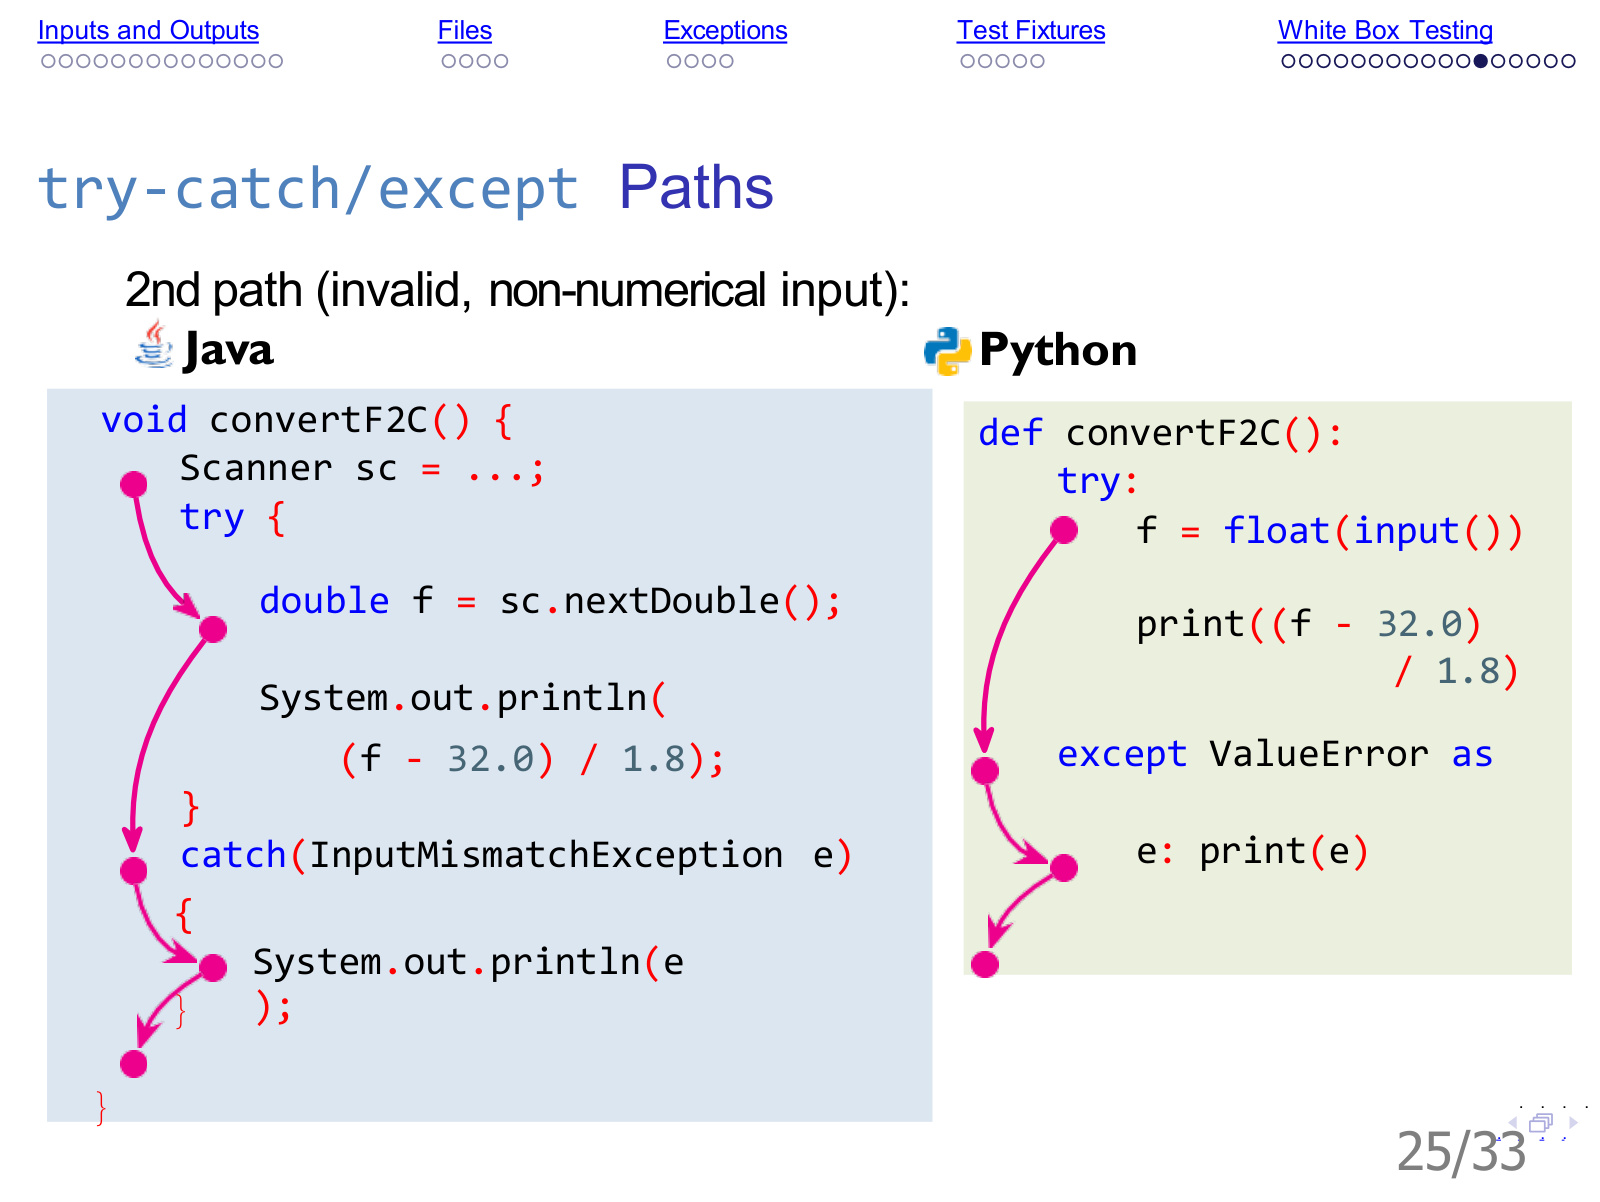 Inputs and Outputs Files Exceptions Test Fixtures White Box Testing
try-catch/except Paths
2nd path (invalid, non-numerical input):
Java
void convertF2C() {
Scanner sc = ...;
try {
double f = sc.nextDouble();
System.out.println(
(f - 32.0) / 1.8);
}
catch(InputMismatchException e)
{
System.out.println(e
} );
}
Python
def convertF2C():
try:
f = float(input())
print((f - 32.0)
/ 1.8)
except ValueError as
e: print(e)
25/33